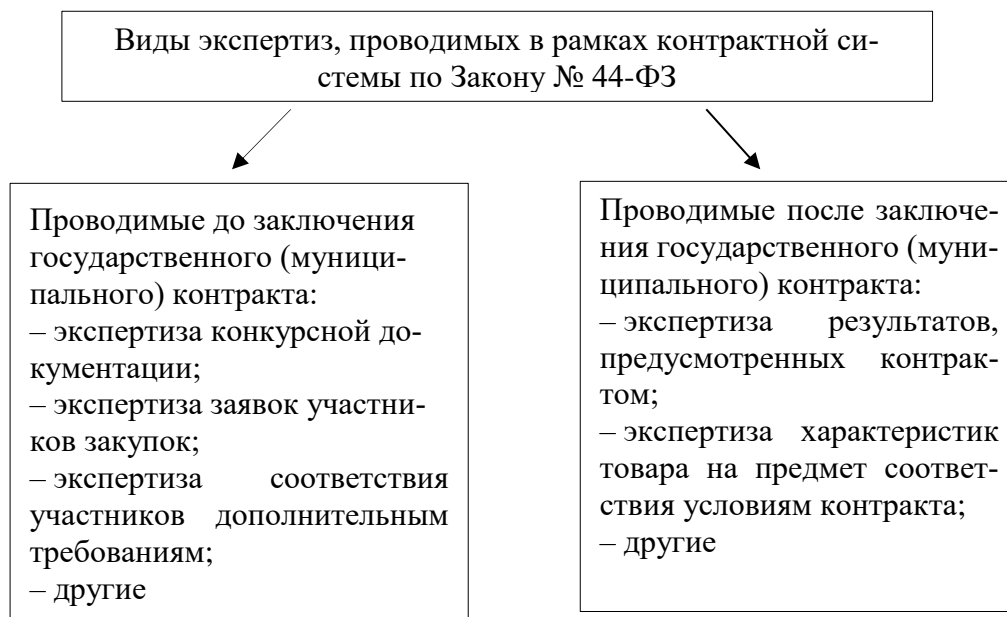 Виды экспертиз, проводимых в рамках контрактной си-
стемы по Закону № 44-ФЗ
Проводимые до заключения
государственного (муници-
пального) контракта:
– экспертиза конкурсной до-
кументации;
– экспертиза заявок участни-
ков закупок;
– экспертиза соответствия
участников дополнительным
требованиям;
– другие
Проводимые после заключе-
ния государственного (муни-
ципального) контракта:
– экспертиза результатов,
предусмотренных контрак-
том;
– экспертиза характеристик
товара на предмет соответ-
ствия условиям контракта;
– другие